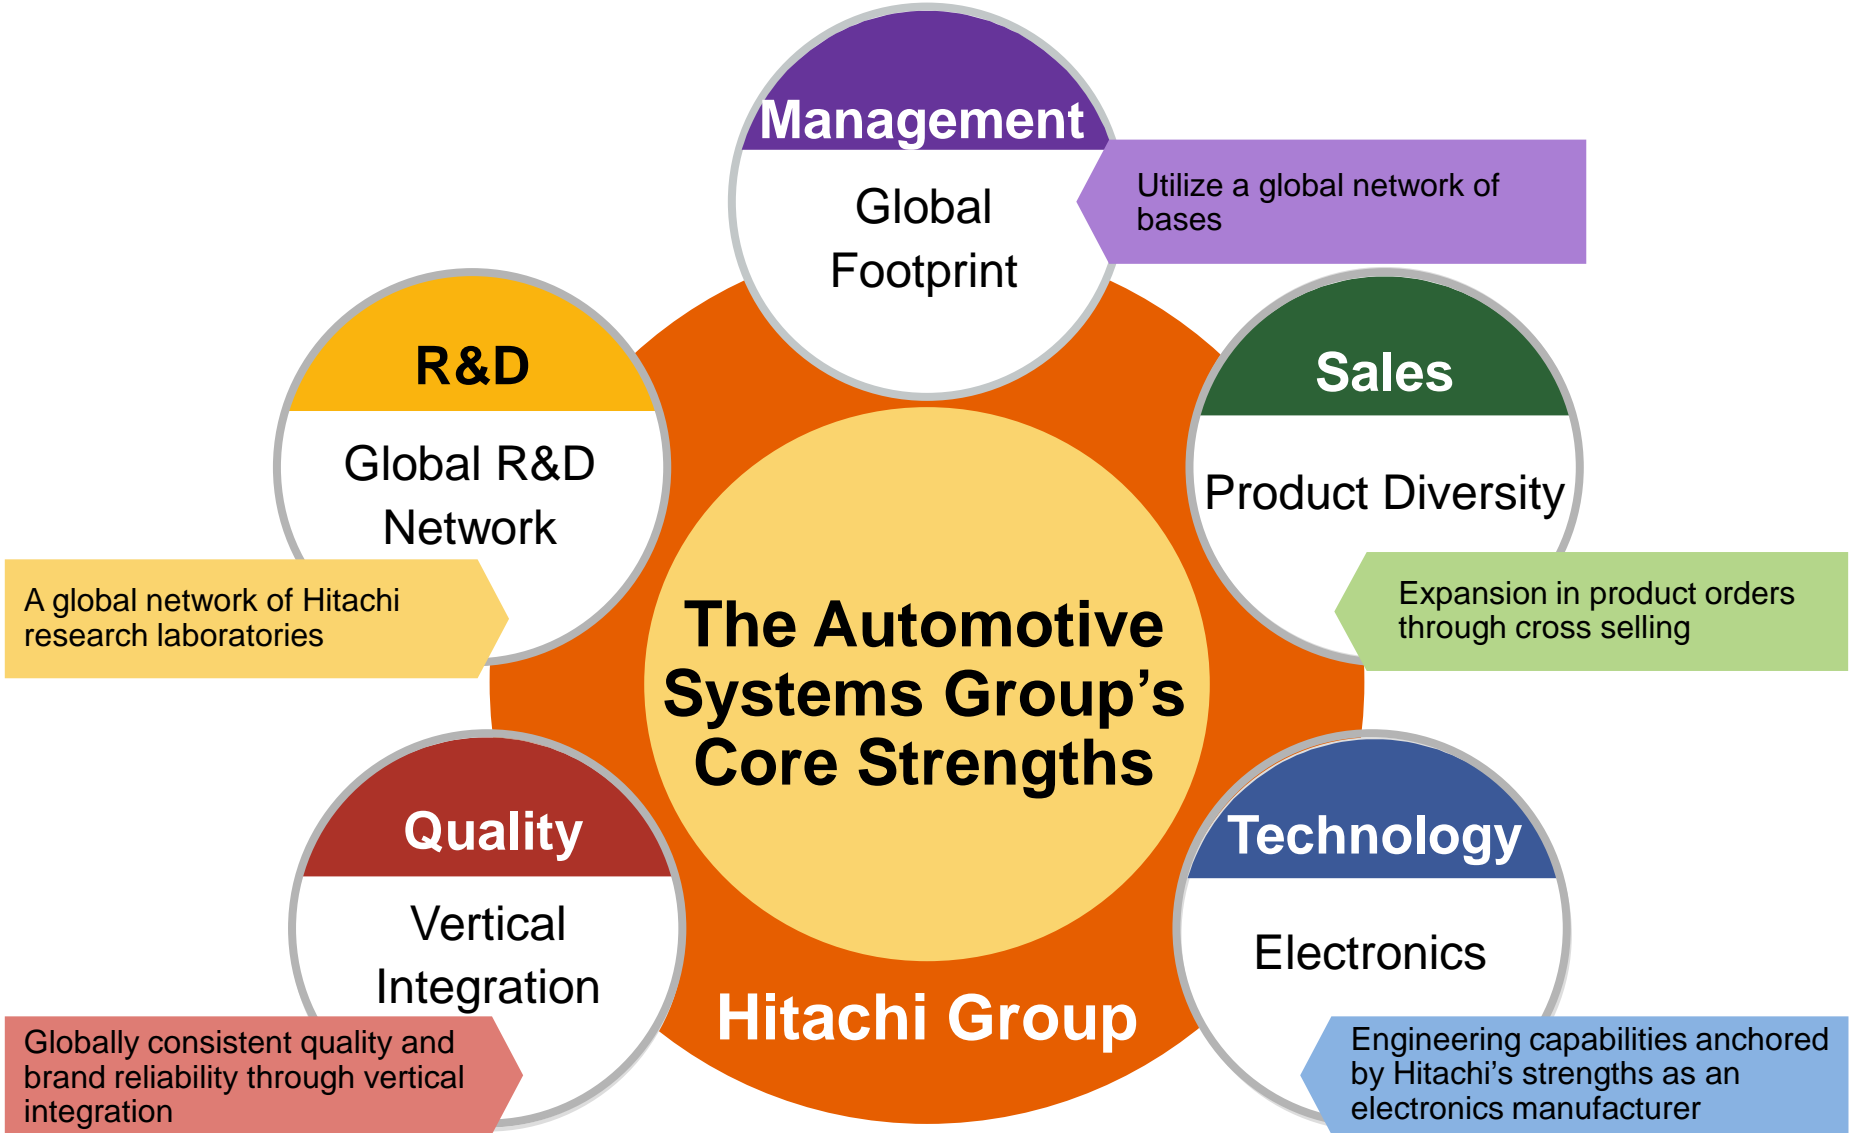 Management
Global
Footprint
Utilize a global network of
bases
R&D
Global R&D
Network
A global network of Hitachi
research laboratories
Sales
Product Diversity
Expansion in product orders
through cross selling
The Automotive
Systems Group’s
Core Strengths
Quality
Vertical
Integration
Globally consistent quality and
brand reliability through vertical
integration
Technology
Electronics
Engineering capabilities anchored
by Hitachi’s strengths as an
electronics manufacturer
Hitachi Group